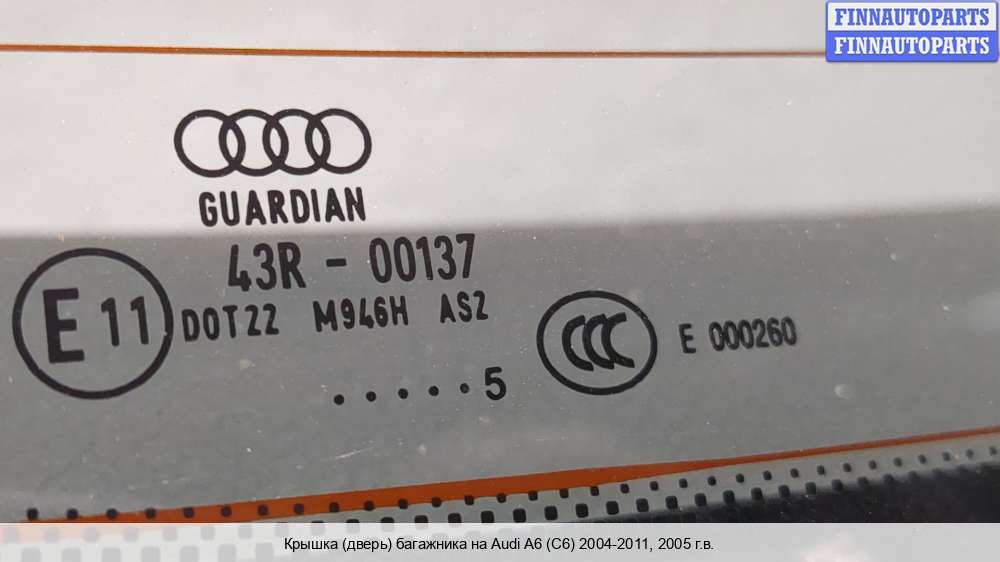 FINNAUTOPARTS
FINNAUTOPARTS
GUARDIAN
43R - 00137
E 11
DOT22 M946H AS2
CCC
E 000260
.....5
Крышка (дверь) багажника на Audi A6 (C6) 2004-2011, 2005 г.в.